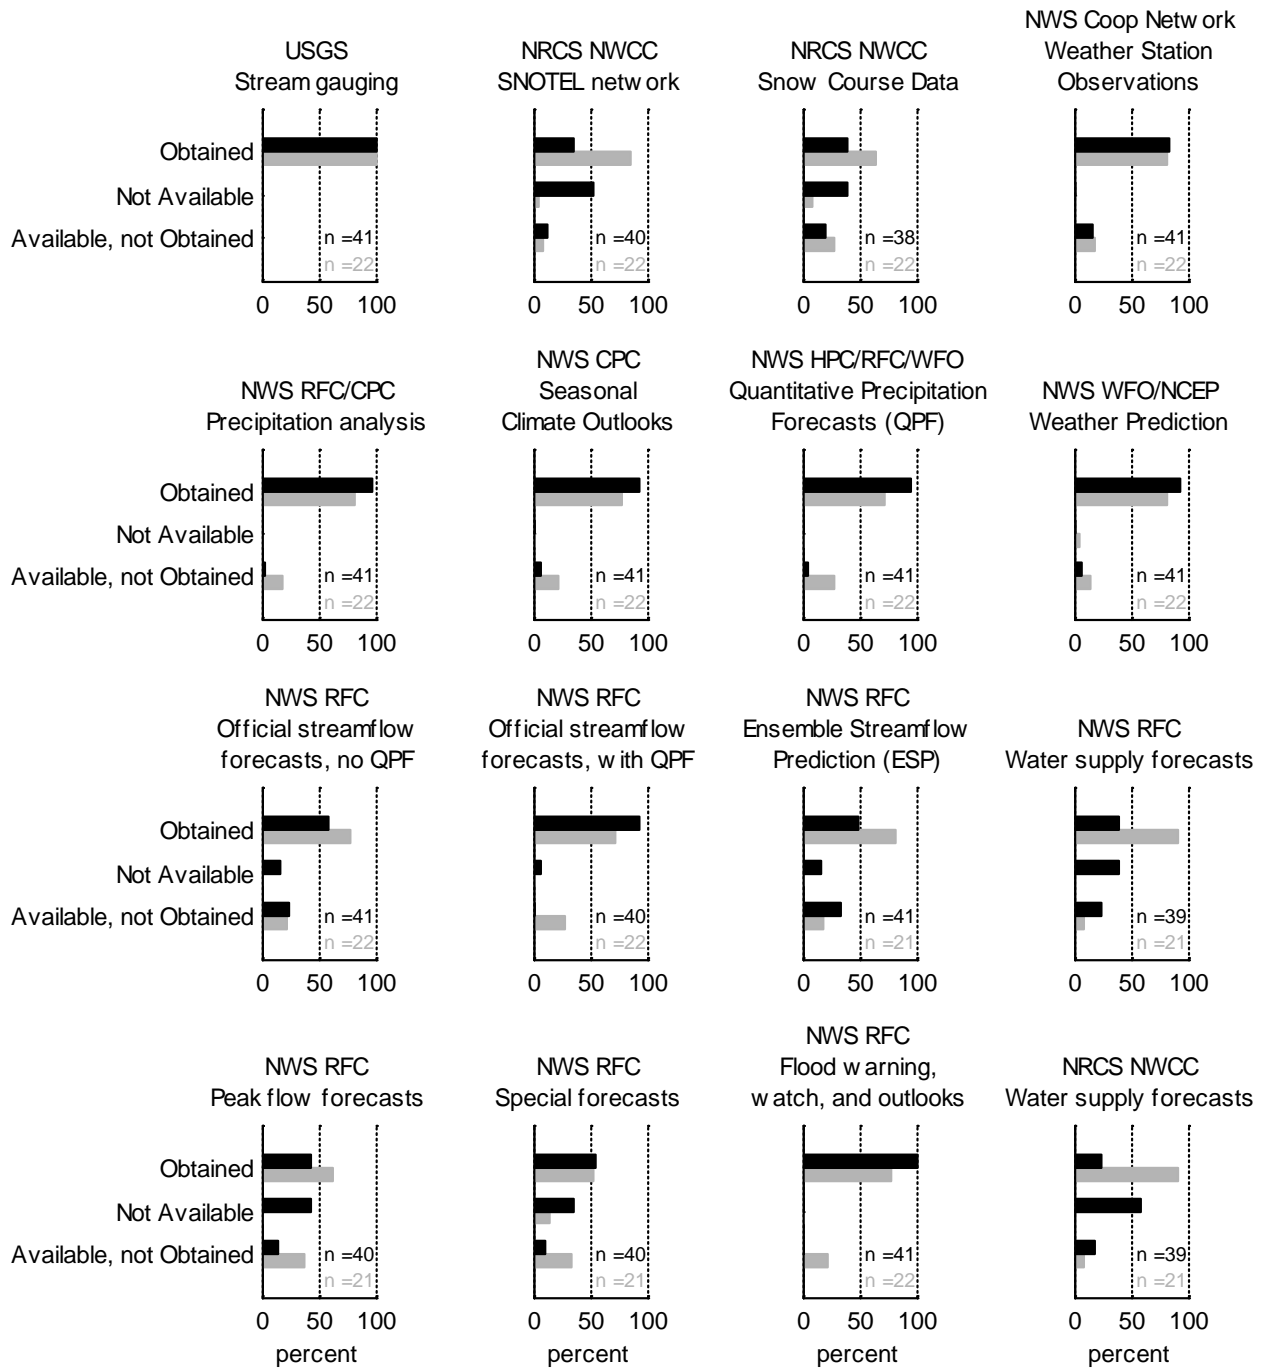 USGS
Stream gauging
NRCS NWCC
SNOTEL network
NRCS NWCC
Snow Course Data
NWS Coop Network
Weather Station
Observations
Obtained
Not Available
Available, not Obtained
n =41
n =22
n =40
n =22
n =38
n =22
n =41
n =22
0 50 100
0 50 100
0 50 100
0 50 100
NWS RFC/CPC
Precipitation analysis
NWS CPC
Seasonal
Climate Outlooks
NWS HPC/RFC/WFO
Quantitative Precipitation
Forecasts (QPF)
NWS WFO/NCEP
Weather Prediction
Obtained
Not Available
Available, not Obtained
n =41
n =22
n =41
n =22
n =41
n =22
n =41
n =22
0 50 100
0 50 100
0 50 100
0 50 100
NWS RFC
Official streamflow
forecasts, no QPF
NWS RFC
Official streamflow
forecasts, with QPF
NWS RFC
Ensemble Streamflow
Prediction (ESP)
NWS RFC
Water supply forecasts
Obtained
Not Available
Available, not Obtained
n =41
n =22
n =40
n =22
n =41
n =21
n =39
n =21
0 50 100
0 50 100
0 50 100
0 50 100
NWS RFC
Peak flow forecasts
NWS RFC
Special forecasts
NWS RFC
Flood warning,
watch, and outlooks
NRCS NWCC
Water supply forecasts
Obtained
Not Available
Available, not Obtained
n =40
n =21
n =40
n =21
n =41
n =22
n =39
n =21
0 50 100
0 50 100
0 50 100
0 50 100
percent
percent
percent
percent